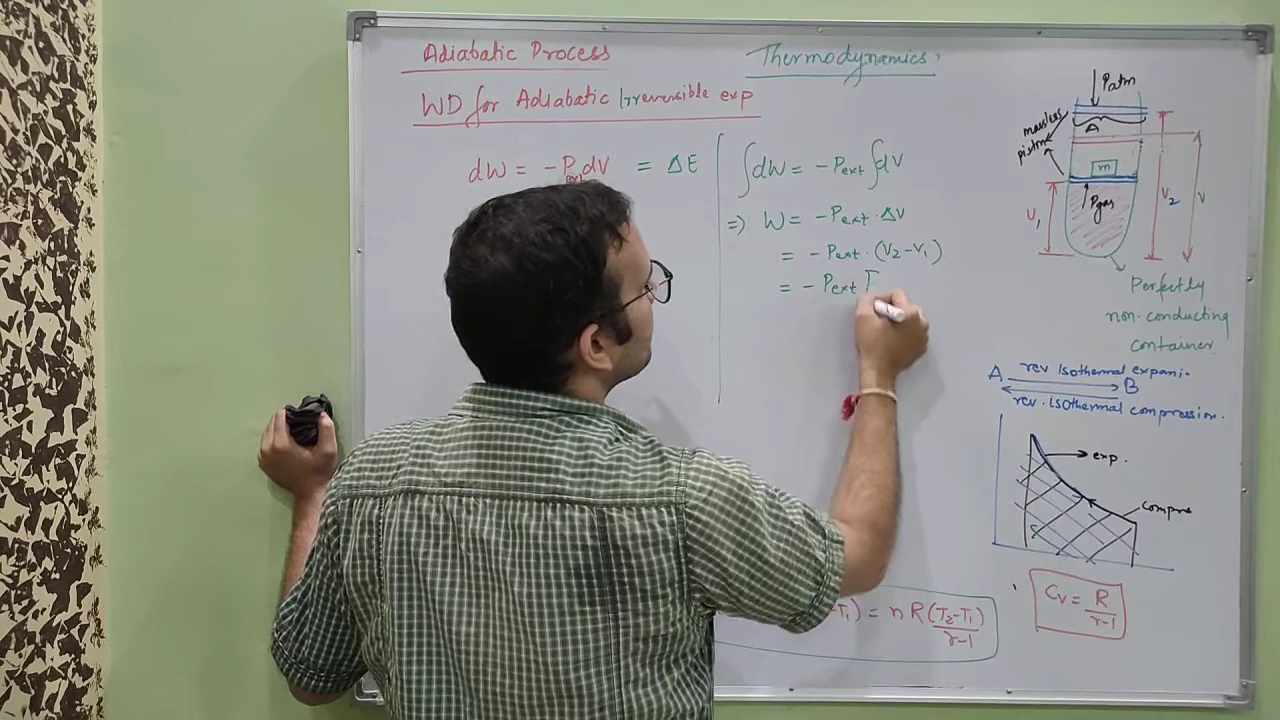 Adiabatic Process
Thermodynamics.
WD for Adiabatic Irreversible exp
dW = -P dV = ΔE
∫dW = -Pext ∫dV
=) W = -Pext . ΔV
= - Pext . (V2-V1)
= - Pext [
Patm
A
massless
piston
m
Pgas
V1
V2
V
Perfectly
non-conducting
container
A rev Isothermal expani. B
rev. Isothermal compression.
exp.
compre
-T1) = nR(T2-T1)
γ-1
Cv = R
γ-1